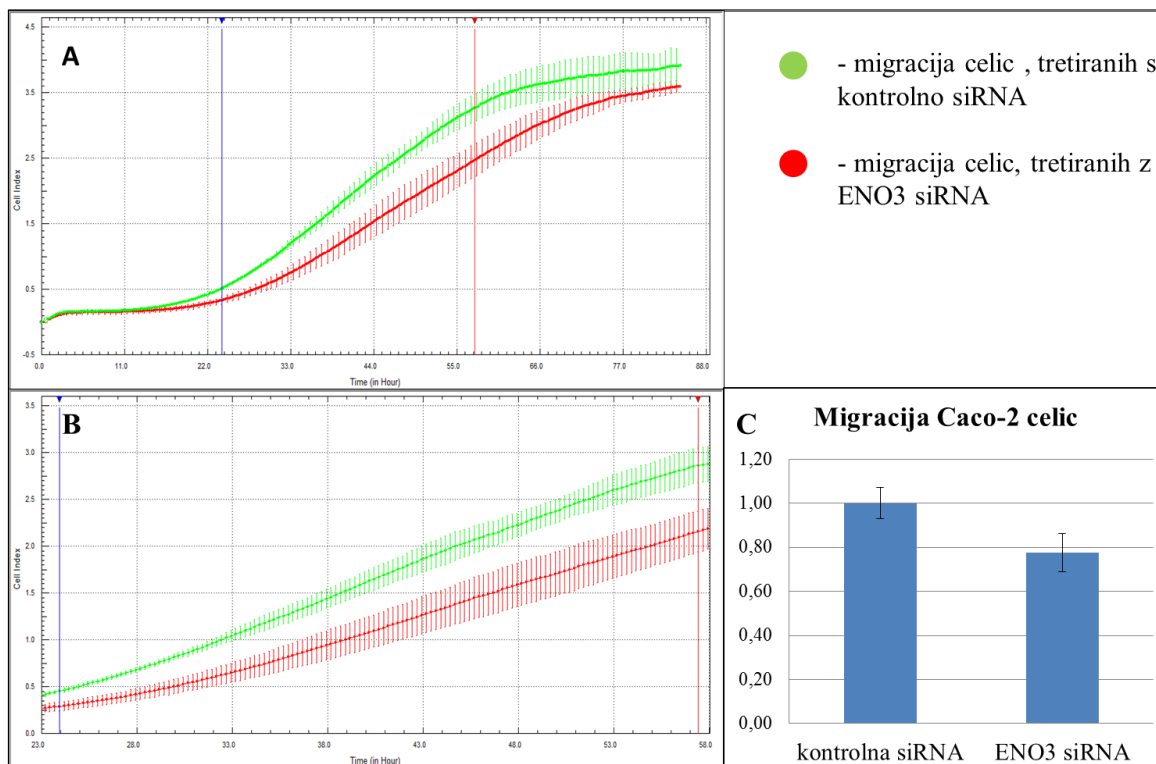 A
4.5
3.5
2.5
1.5
0.5
-0.5
Cell Index
0.0 11.0 22.0 33.0 44.0 55.0 66.0 77.0 88.0
Time (in Hour)
- migracija celic , tretiranih s
kontrolno siRNA
- migracija celic, tretiranih z
ENO3 siRNA
B
3.5
3.0
2.5
2.0
1.5
1.0
0.5
0.0
Cell Index
23.0 28.0 33.0 38.0 43.0 48.0 53.0 58.0
Time (in Hour)
C
Migracija Caco-2 celic
1,20
1,00
0,80
0,60
0,40
0,20
0,00
kontrolna siRNA ENO3 siRNA